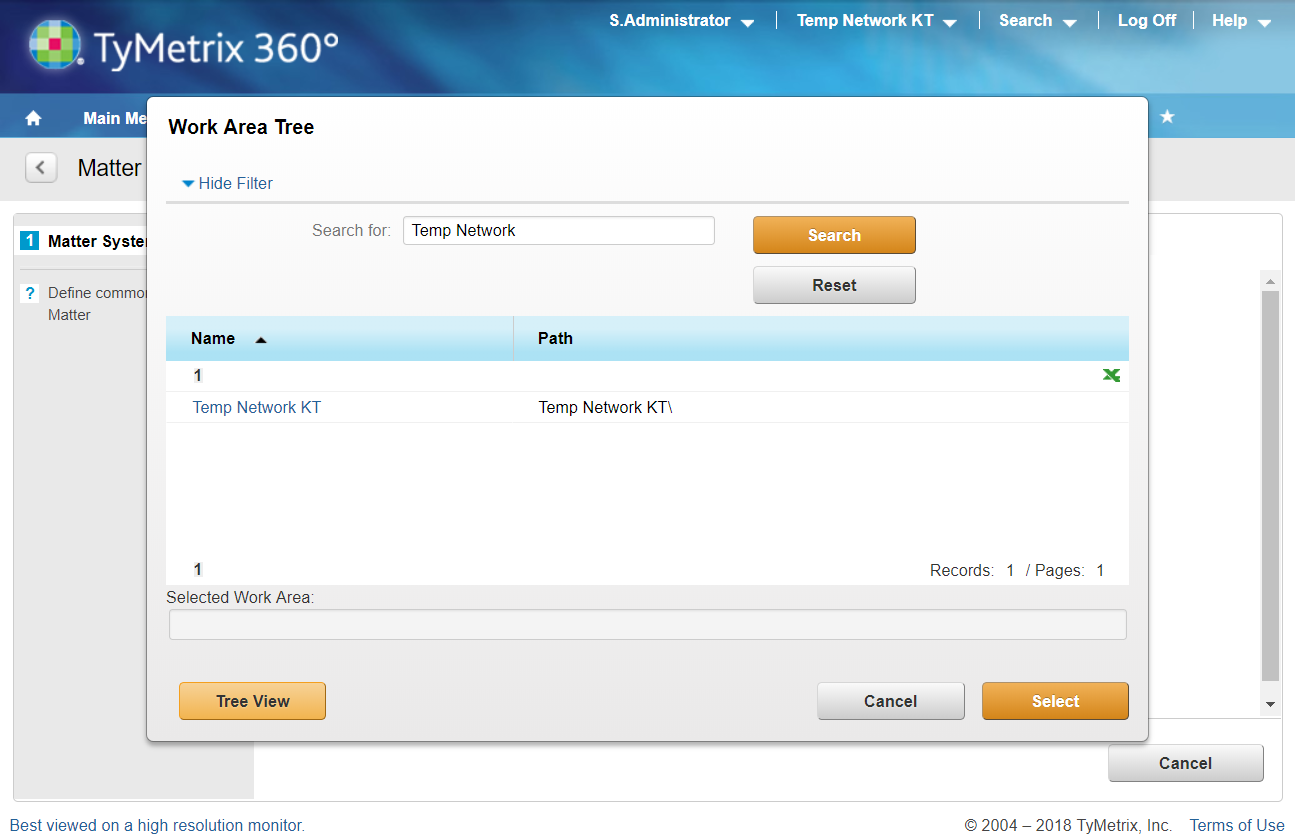 S.Administrator
Temp Network KT
Search
Log Off
Help
TyMetrix 360°
Main Me
Matter
Work Area Tree
Hide Filter
Search for: Temp Network
Search
Reset
1 Matter Syster
? Define common
Matter
Name Path
1
Temp Network KT Temp Network KT\
1 Records: 1 / Pages: 1
Selected Work Area:
Tree View Cancel Select
Cancel
Best viewed on a high resolution monitor. © 2004 – 2018 TyMetrix, Inc. Terms of Use